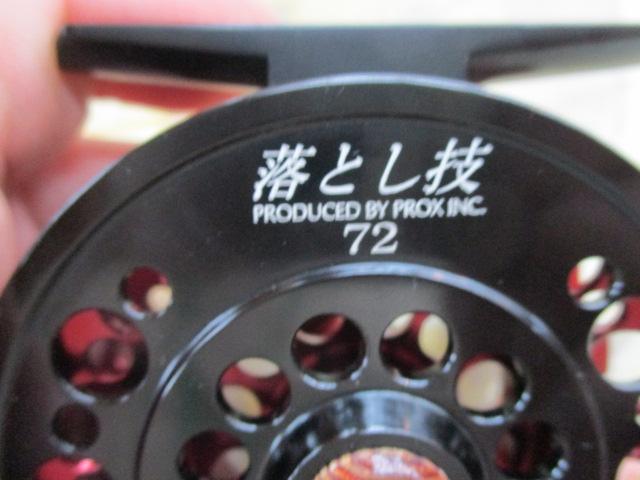 落とし技
PRODUCED BY PROX INC.
72